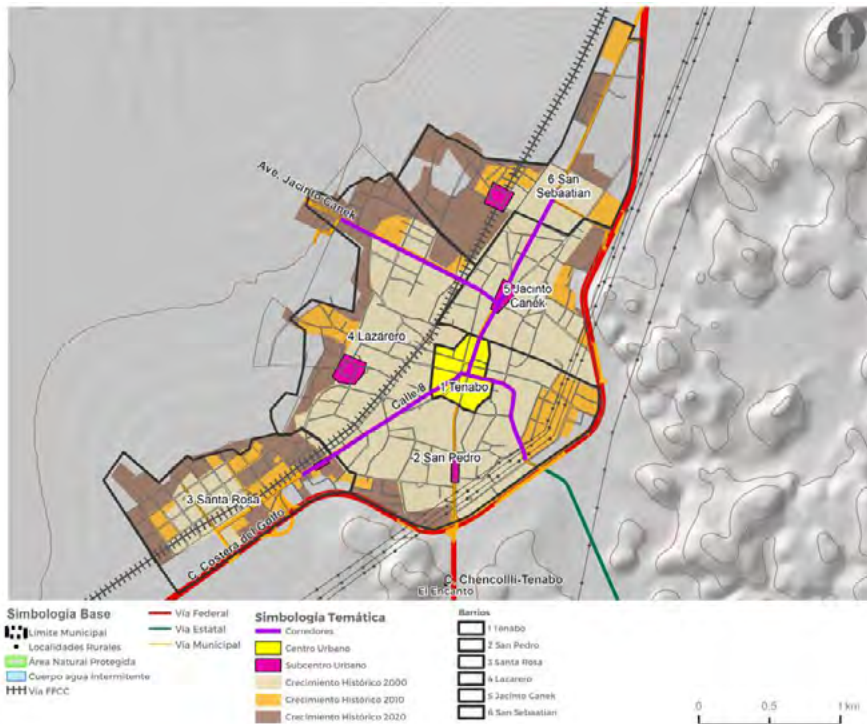 Ave. Jacinto Canek
6 San
Sebaatian
5 Jacinto
Canek
4 Lazarero
Calle 8
1 Tenabo
2 San Pedro
3 Santa Rosa
C. Costera del Golfo
C. Chencollli-Tenabo
El Encanto
Simbología Base
Límite Municipal
Localidades Rurales
Área Natural Protegida
Cuerpo agua Intermitente
Vía FFCC
Vía Federal
Vía Estatal
Vía Municipal
Simbología Temática
Corredores
Centro Urbano
Subcentro Urbano
Crecimiento Histórico 2000
Crecimiento Histórico 2010
Crecimiento Histórico 2020
Barrios
1 Tenabo
2 San Pedro
3 Santa Rosa
4 Lazarero
5 Jacinto Canek
6 San Sebaatian
0 0.5 1 km